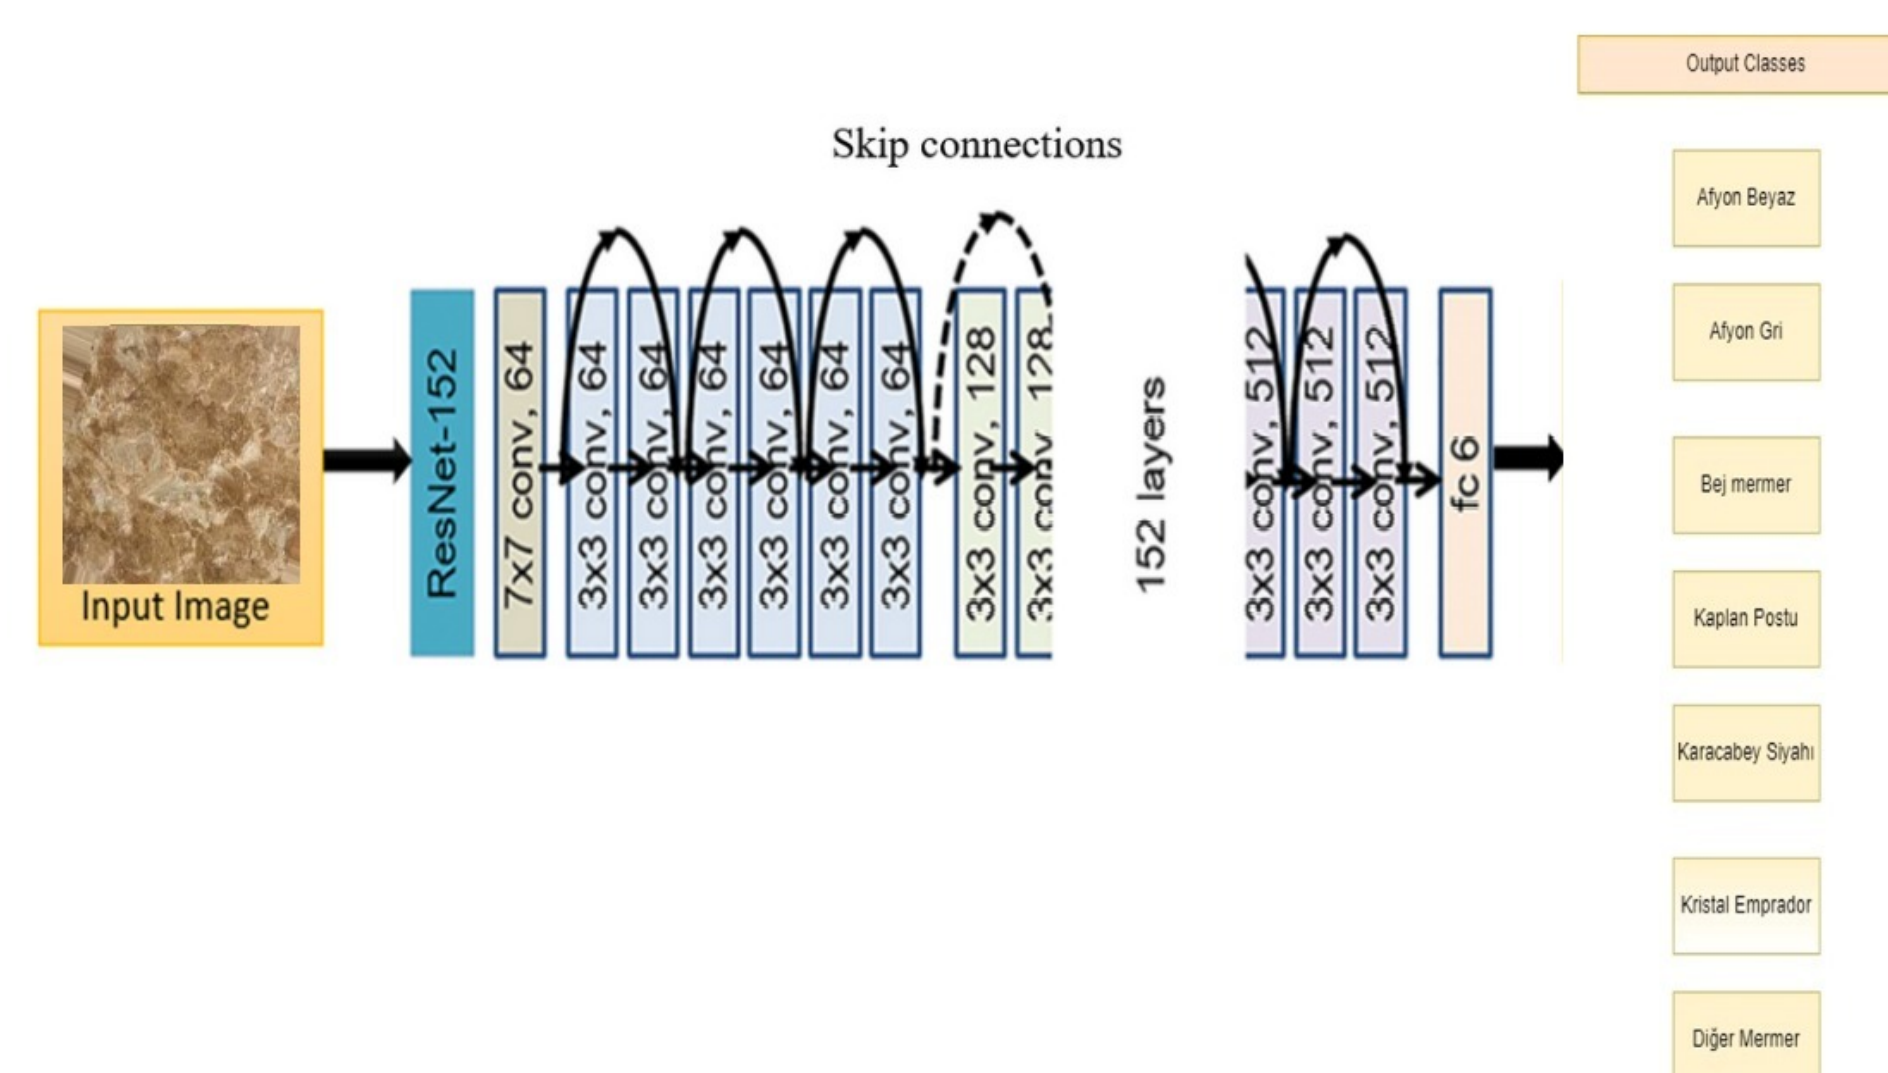 Output Classes
Skip connections
Input Image
ResNet-152
7x7 conv, 64
3x3 conv, 64
3x3 conv, 64
3x3 conv, 64
3x3 conv, 64
3x3 conv, 64
3x3 conv, 64
3x3 conv, 128
3x3 conv, 128
152 layers
3x3 conv, 512
3x3 conv, 512
3x3 conv, 512
fc 6
Afyon Beyaz
Afyon Gri
Bej mermer
Kaplan Postu
Karacabey Siyahı
Kristal Emprador
Diğer Mermer